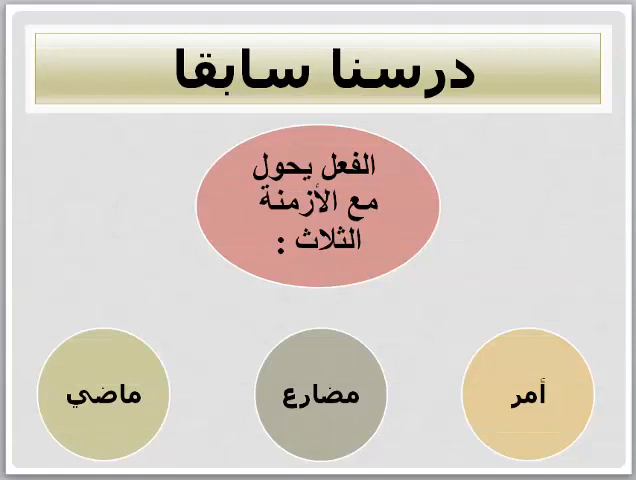 درسنا سابقا
الفعل يحول
مع الأزمنة
الثلاث :
أمر
مضارع
ماضي